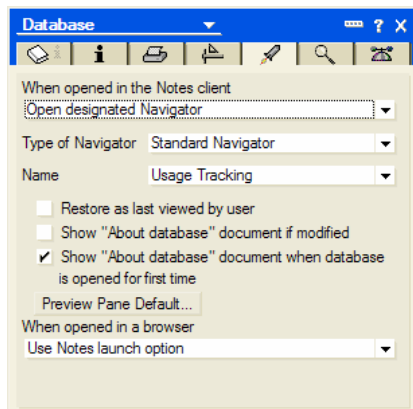 Database
?
X
i
i
When opened in the Notes client
Open designated Navigator
Type of Navigator Standard Navigator
Name Usage Tracking
Restore as last viewed by user
Show "About database" document if modified
Show "About database" document when database
is opened for first time
Preview Pane Default...
When opened in a browser
Use Notes launch option